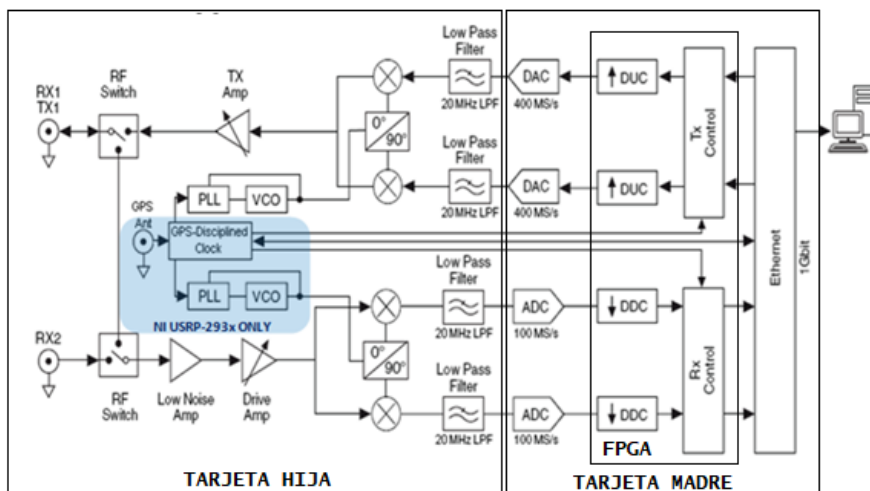 Low Pass
Filter
20 MHz LPF
DAC
400 MS/s
DUC
Tx
Control
RX1
TX1
RF
Switch
TX
Amp
0°
90°
Low Pass
Filter
20 MHz LPF
DAC
400 MS/s
DUC
PLL
VCO
GPS
Ant
GPS-Disciplined
Clock
PLL
VCO
NI USRP-293x ONLY
Ethernet
1Gbit
Low Pass
Filter
20 MHz LPF
ADC
100 MS/s
DDC
Rx
Control
RX2
RF
Switch
Low Noise
Amp
Drive
Amp
0°
90°
Low Pass
Filter
20 MHz LPF
ADC
100 MS/s
DDC
FPGA
TARJETA HIJA
TARJETA MADRE